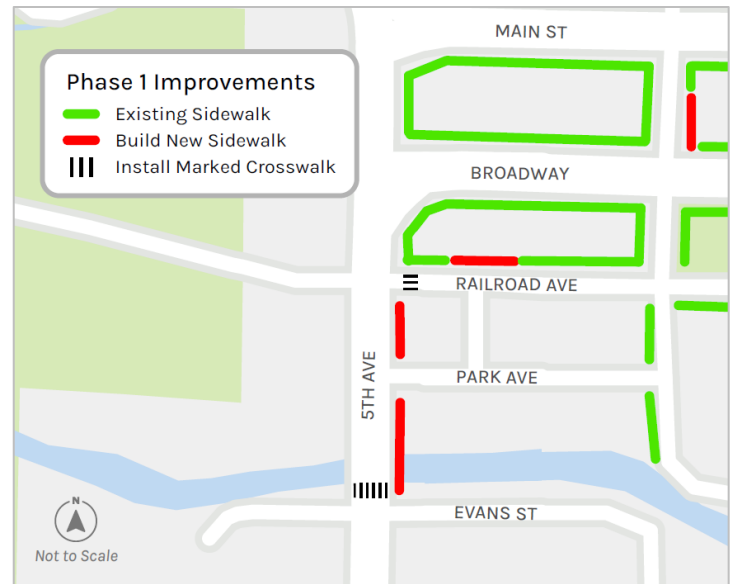 MAIN ST
Phase 1 Improvements
Existing Sidewalk
Build New Sidewalk
Install Marked Crosswalk
BROADWAY
RAILROAD AVE
5TH AVE
PARK AVE
EVANS ST
N
Not to Scale